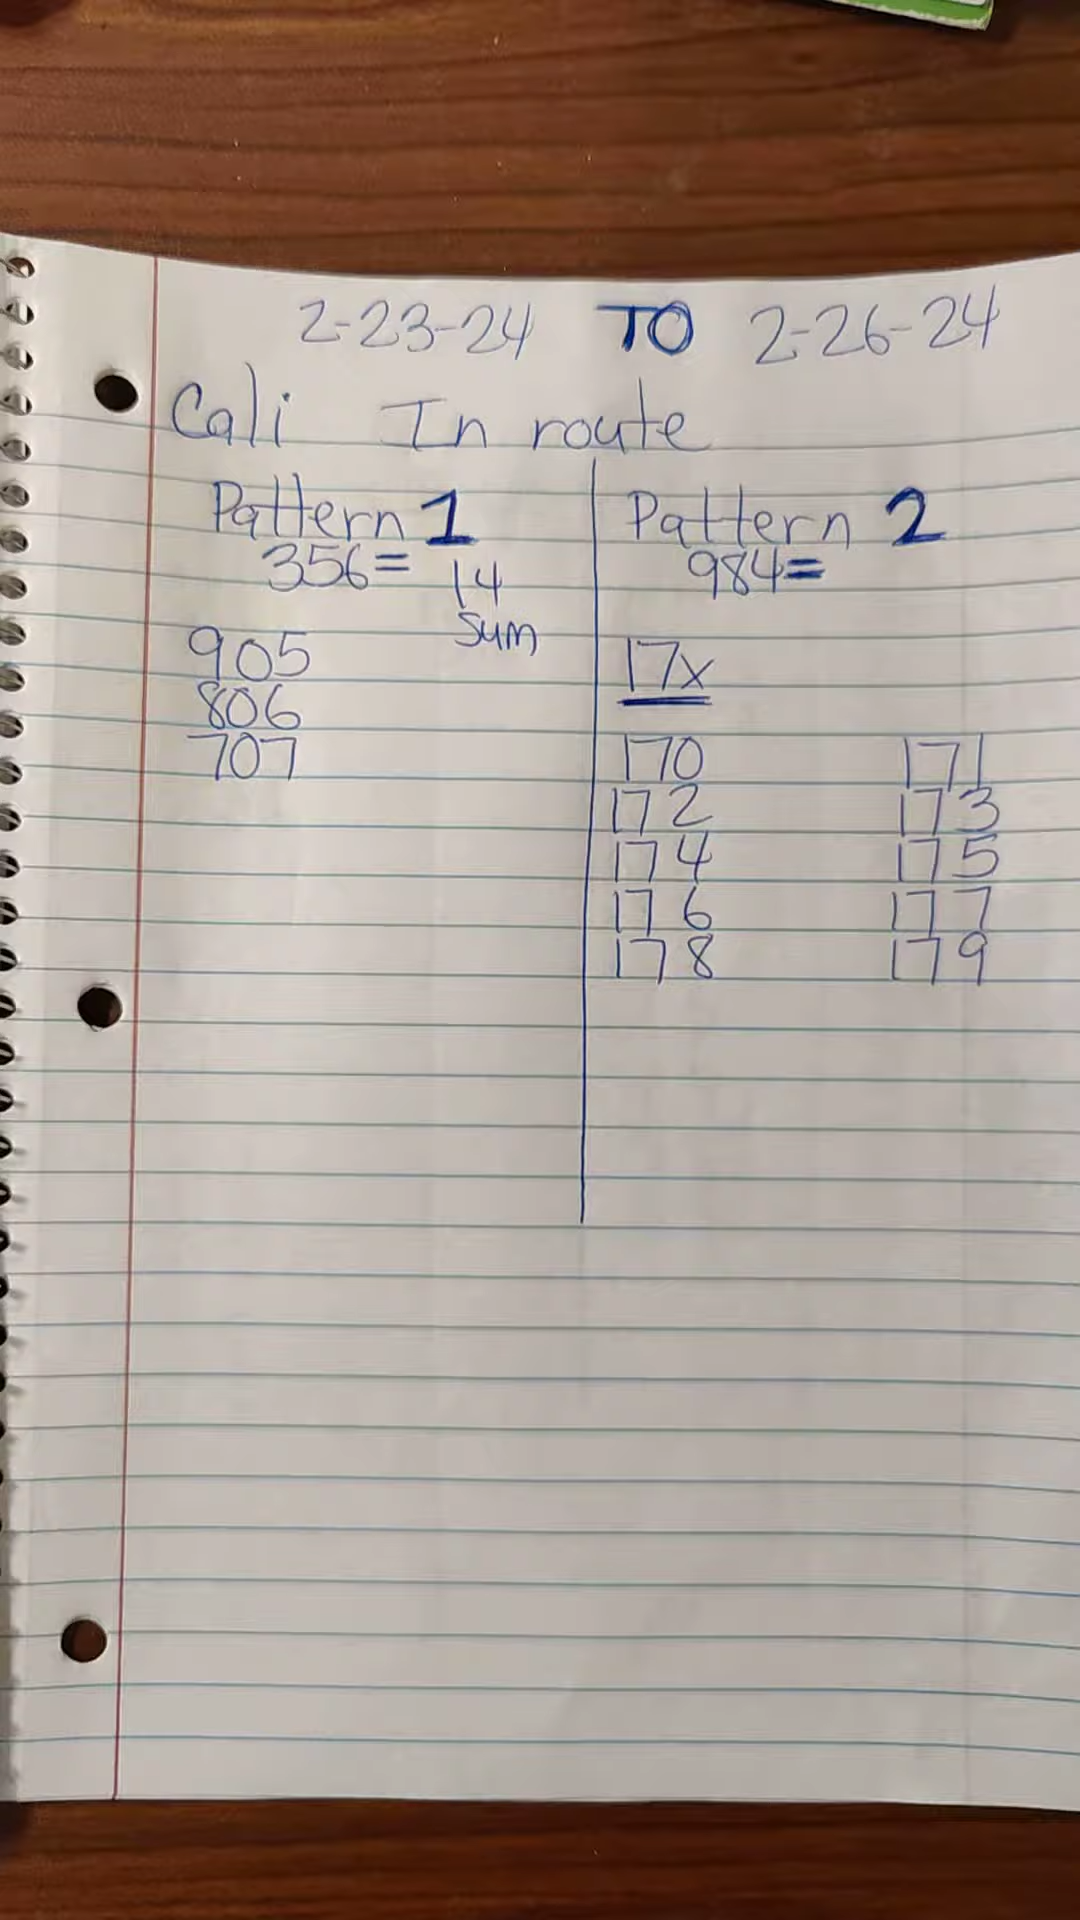 2-23-24 TO 2-26-24
Cali In route
Pattern 1
356= 14
Sum
905
806
707
Pattern 2
984=
17x
170 171
172 173
174 175
176 177
178 179